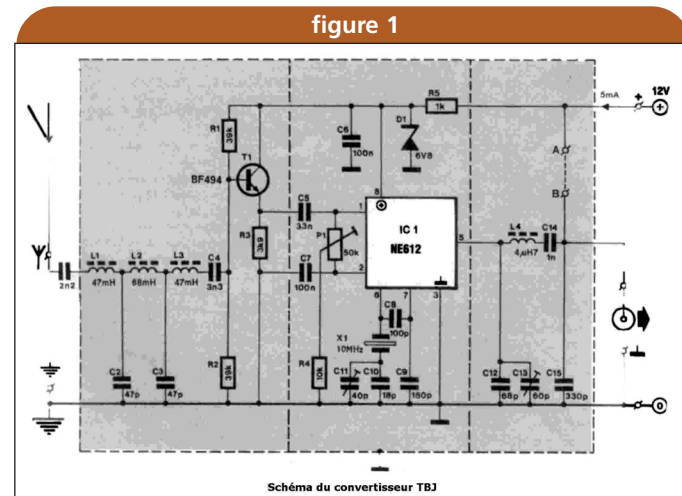 figure 1
R5
1k
5mA
+
12V
R1
39k
C6
100n
D1
6V8
T1
BF494
A
B
8
C5
33n
1
IC 1
NE612
R3
P1
50k
5
L4
4µH7
C14
1n
L1
47mH
L2
68mH
L3
47mH
C4
3n3
C7
100n
2
2n2
6
7
3
C8
100p
X1
10MHz
C2
47p
C3
47p
R2
39k
R4
10k
C11
40p
C10
18p
C9
180p
C12
68p
C13
60p
C15
330p
0
Schéma du convertisseur TBJ